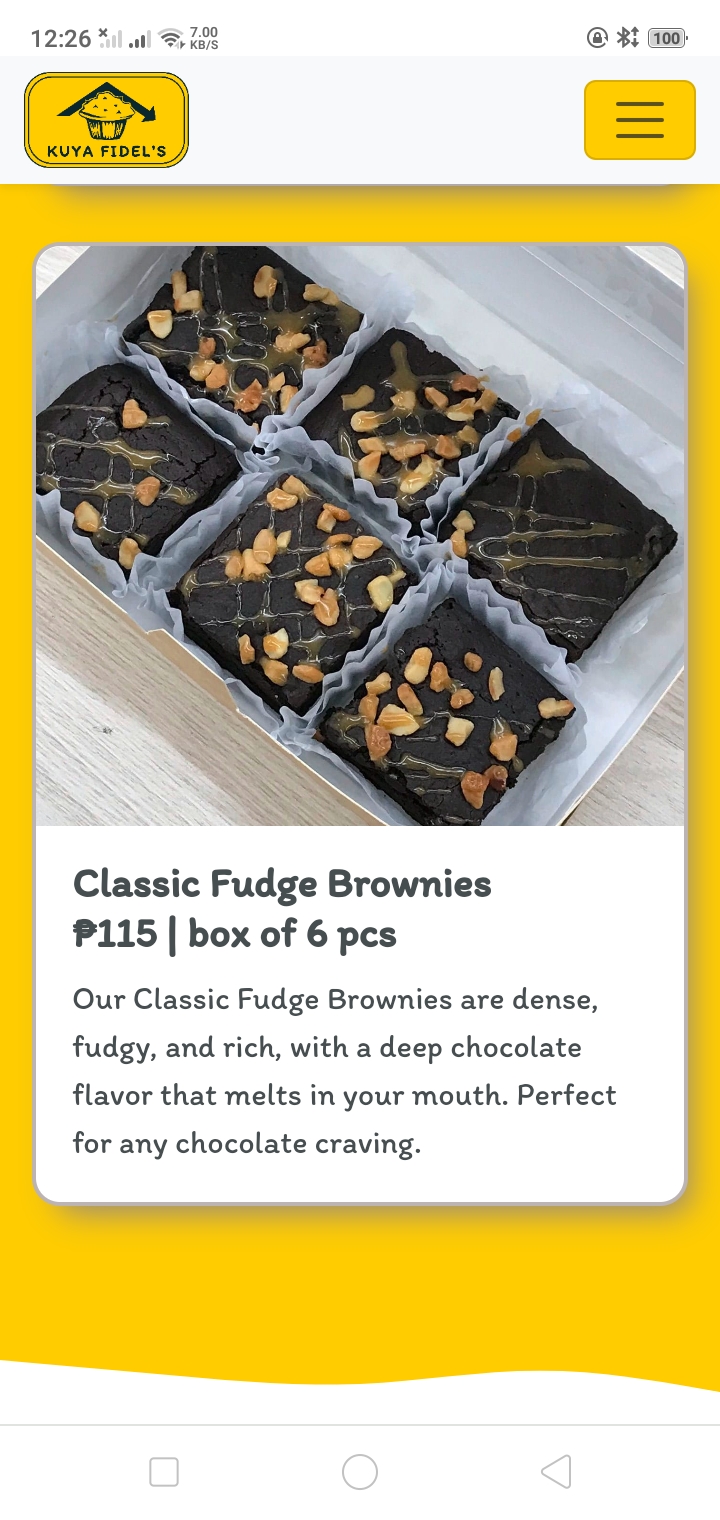 12:26
7.00
KB/S
100
KUYA FIDEL'S
Classic Fudge Brownies
₱115 | box of 6 pcs
Our Classic Fudge Brownies are dense,
fudgy, and rich, with a deep chocolate
flavor that melts in your mouth. Perfect
for any chocolate craving.